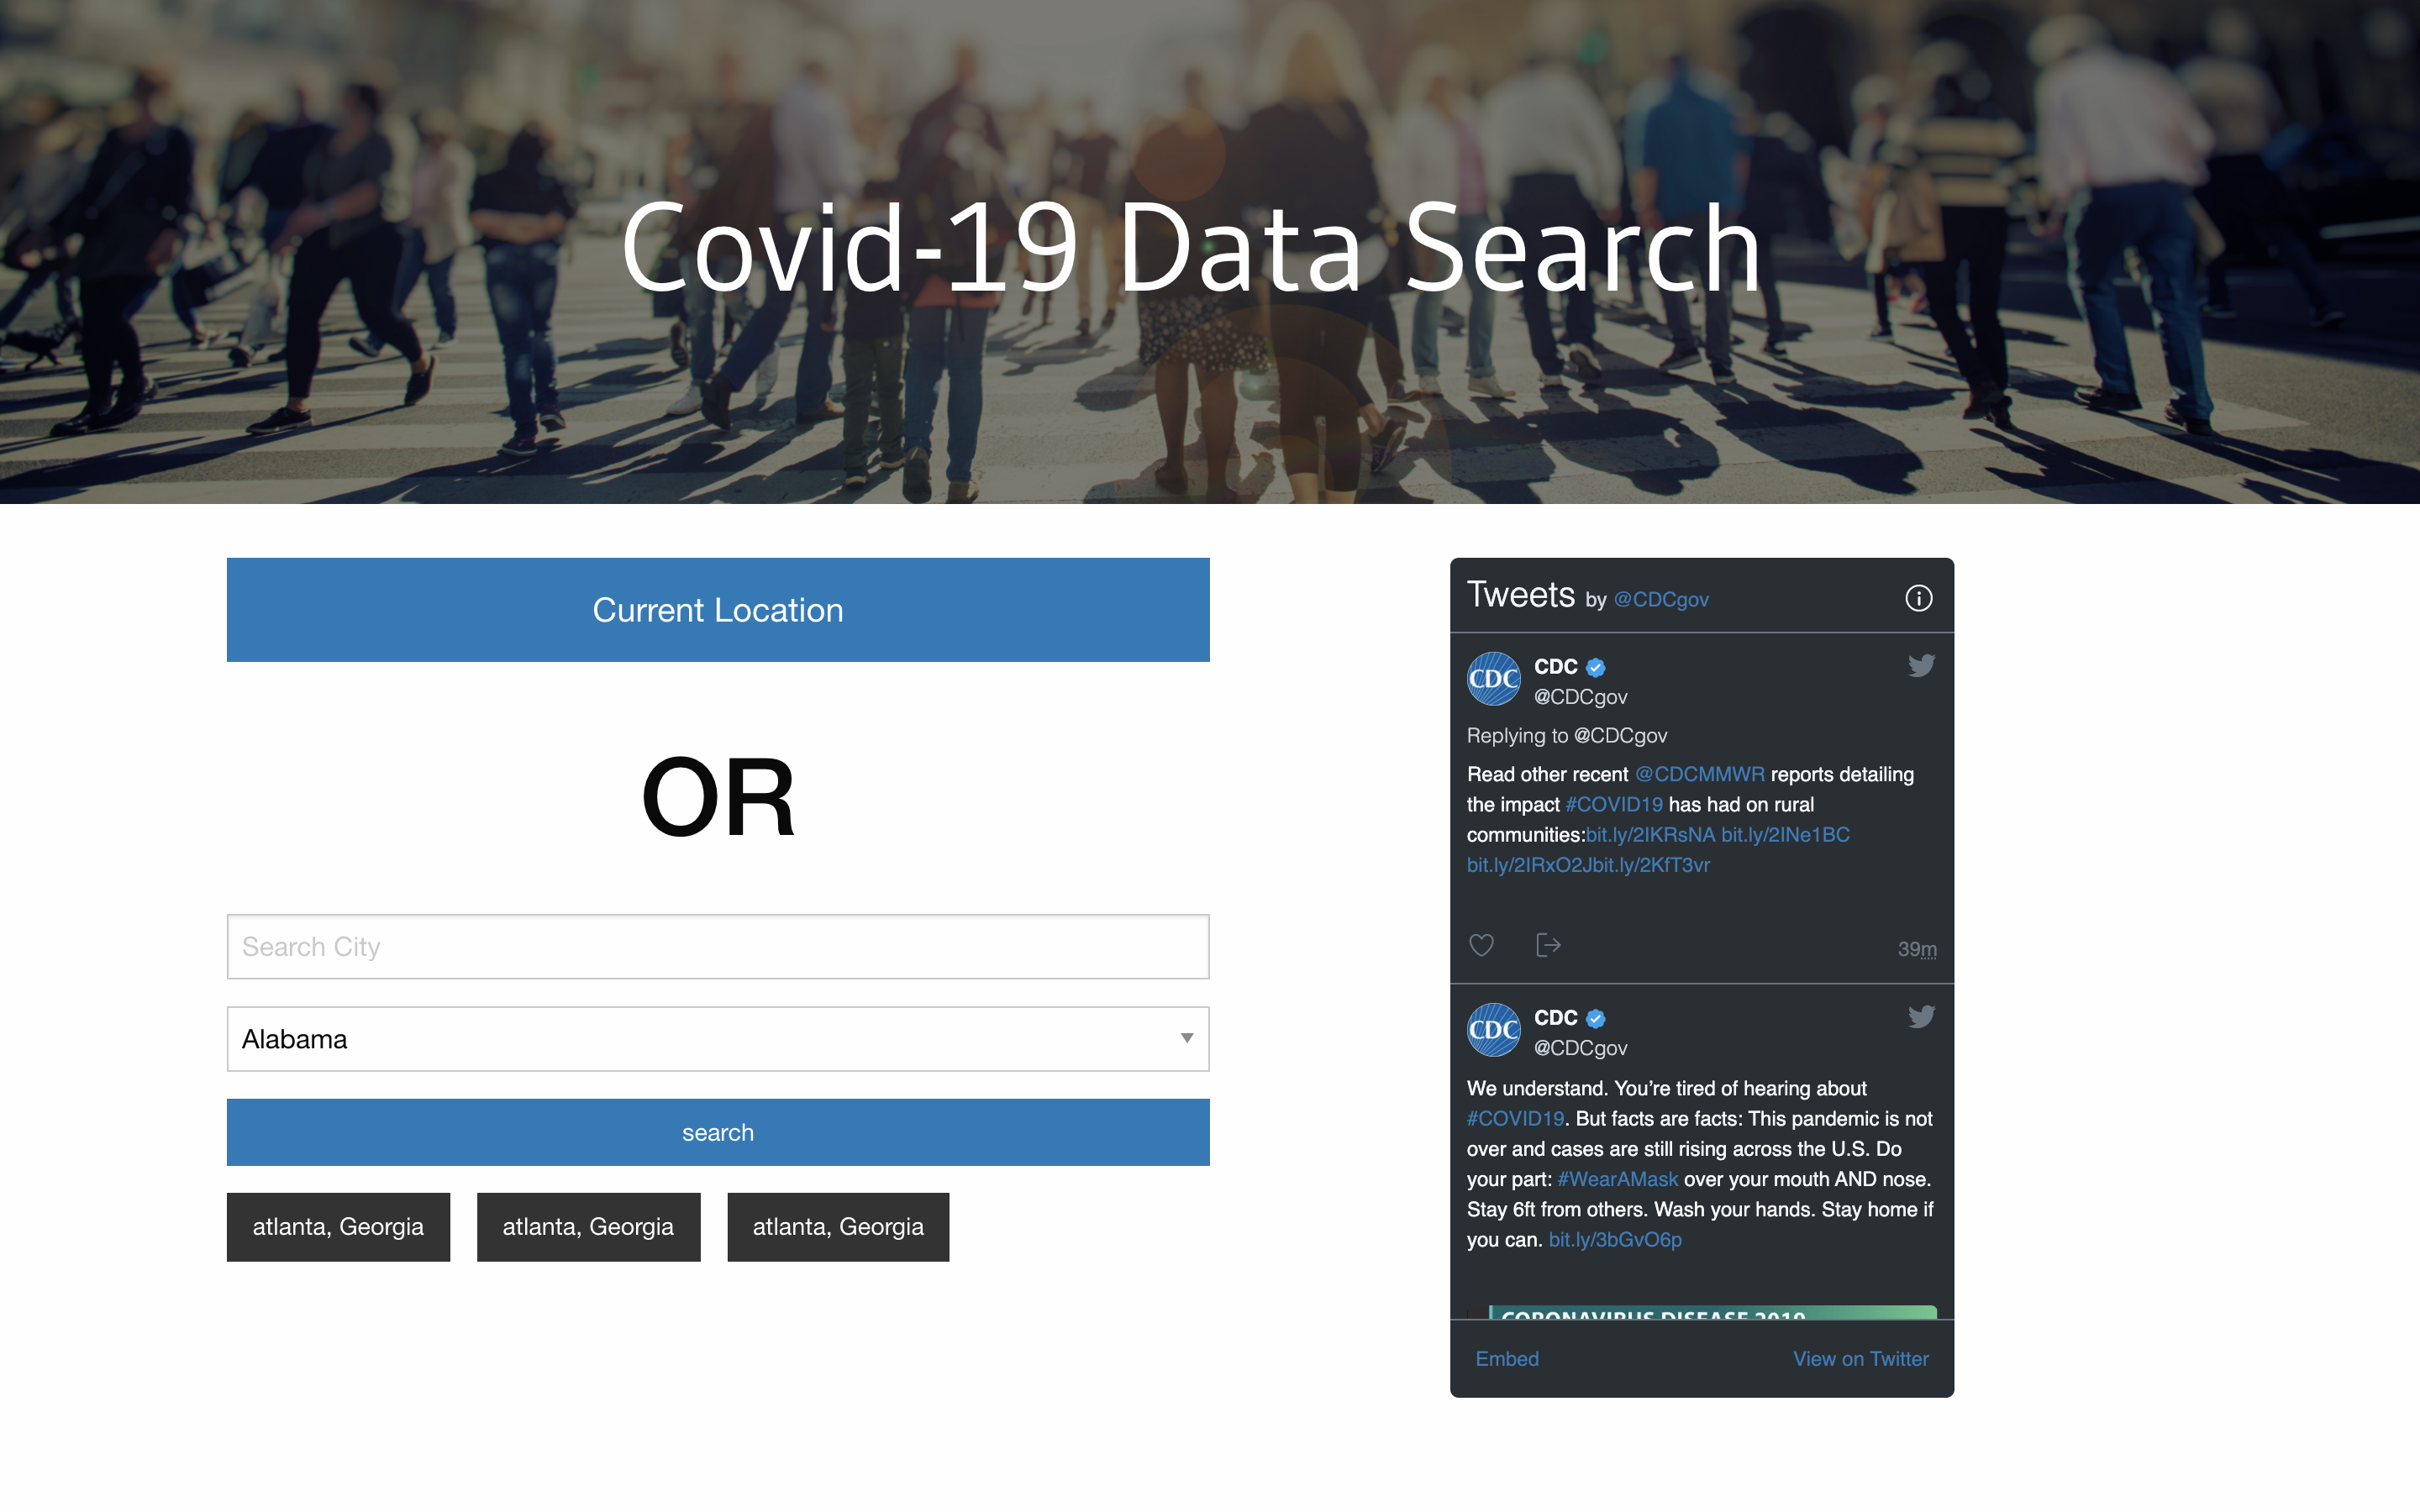 Covid-19 Data Search
Current Location
OR
Search City
Alabama
search
atlanta, Georgia
atlanta, Georgia
atlanta, Georgia
Tweets by @CDCgov
CDC
CDC
@CDCgov
Replying to @CDCgov
Read other recent @CDCMMWR reports detailing
the impact #COVID19 has had on rural
communities:bit.ly/2IKRsNA bit.ly/2INe1BC
bit.ly/2IRxO2Jbit.ly/2KfT3vr
39m
CDC
CDC
@CDCgov
We understand. You’re tired of hearing about
#COVID19. But facts are facts: This pandemic is not
over and cases are still rising across the U.S. Do
your part: #WearAMask over your mouth AND nose.
Stay 6ft from others. Wash your hands. Stay home if
you can. bit.ly/3bGvO6p
CORONAVIRUS DISEASE 2019
Embed
View on Twitter